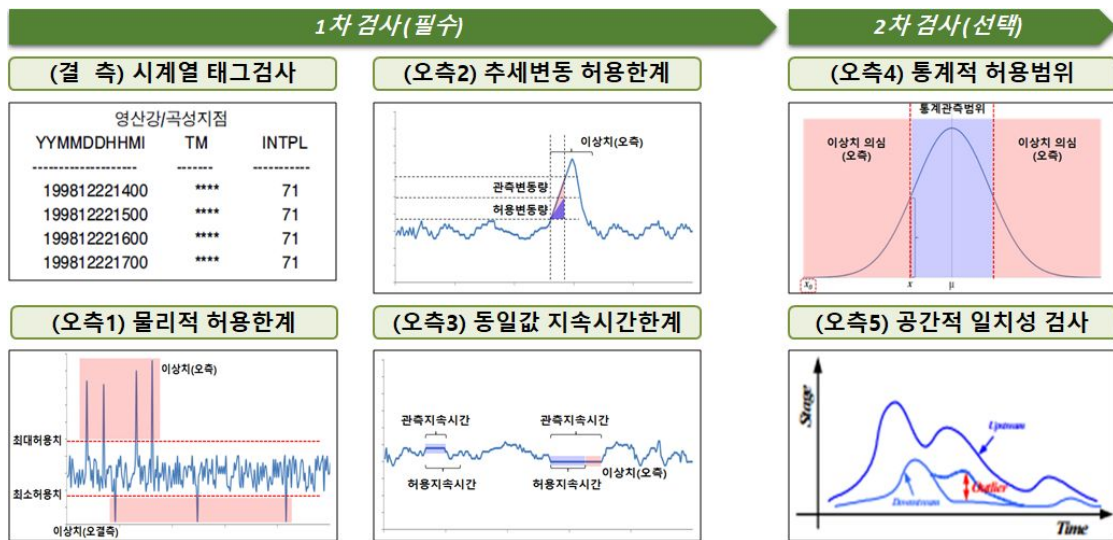 1차 검사(필수)
2차 검사(선택)
(결 측) 시계열 태그검사
영산강/곡성지점
YYMMDDHHMI TM INTPL
------------------- ------- -----------
199812221400 **** 71
199812221500 **** 71
199812221600 **** 71
199812221700 **** 71
(오측2) 추세변동 허용한계
이상치(오측)
관측변동량
허용변동량
(오측4) 통계적 허용범위
통계관측범위
이상치 의심
(오측)
이상치 의심
(오측)
x₀
x
μ
(오측1) 물리적 허용한계
이상치(오측)
최대허용치
최소허용치
이상치(오결측)
(오측3) 동일값 지속시간한계
관측지속시간
관측지속시간
허용지속시간
허용지속시간
이상치(오측)
(오측5) 공간적 일치성 검사
Stage
Upstream
Outlier
Downstream
Time